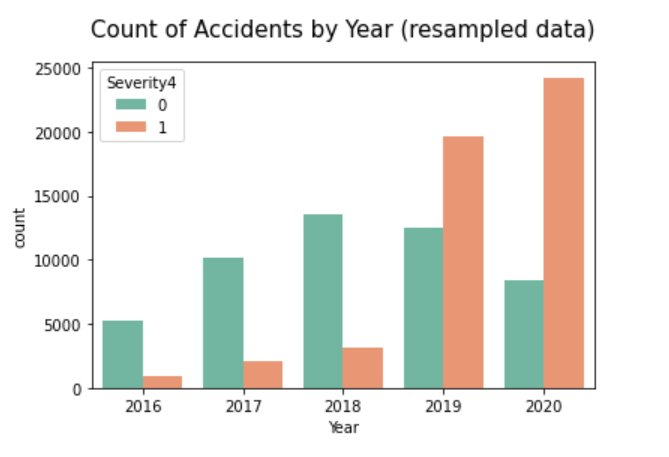 Count of Accidents by Year (resampled data)
25000
20000
15000
10000
5000
0
count
Severity4
0
1
2016 2017 2018 2019 2020
Year